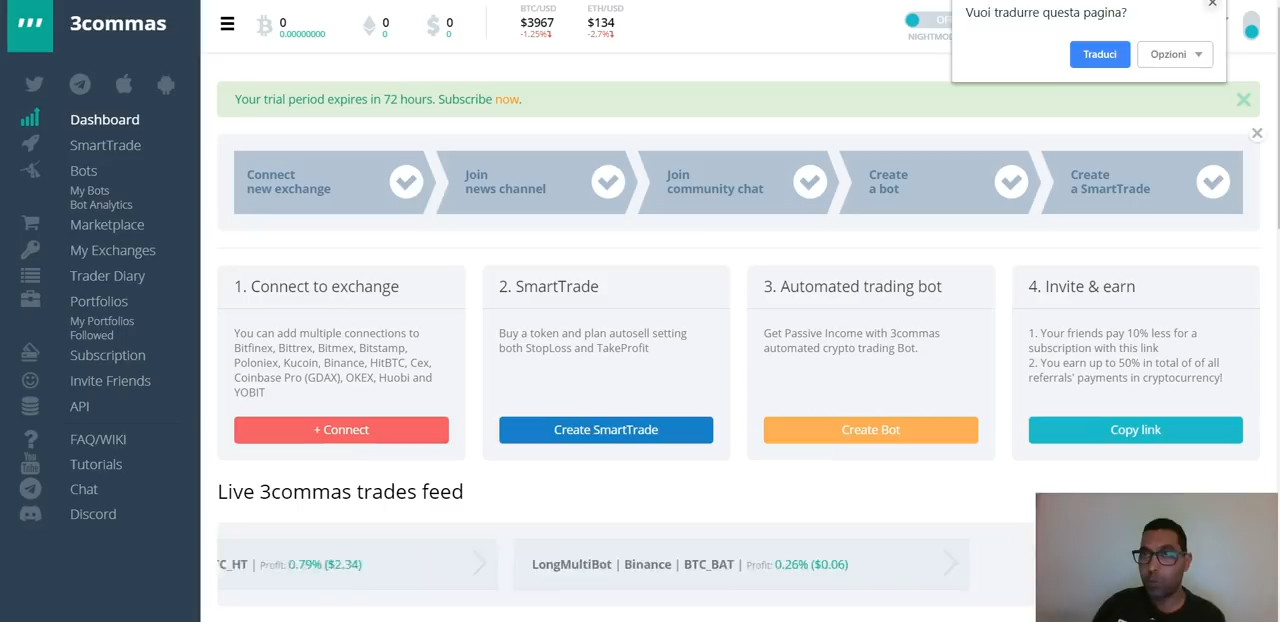 3commas
0
0.00000000
0
0
0
0
BTC/USD
$3967
-1.25%
ETH/USD
$134
-2.7%
Vuoi tradurre questa pagina?
Traduci
Opzioni
Your trial period expires in 72 hours. Subscribe now.
Connect
new exchange
Join
news channel
Join
community chat
Create
a bot
Create
a SmartTrade
Dashboard
SmartTrade
Bots
My Bots
Bot Analytics
Marketplace
My Exchanges
Trader Diary
Portfolios
My Portfolios
Followed
Subscription
Invite Friends
API
FAQ/WIKI
You
Tube
Tutorials
Chat
Discord
1. Connect to exchange
You can add multiple connections to
Bitfinex, Bittrex, Bitmex, Bitstamp,
Poloniex, Kucoin, Binance, HitBTC, Cex,
Coinbase Pro (GDAX), OKEX, Huobi and
YOBIT
+ Connect
2. SmartTrade
Buy a token and plan autosell setting
both StopLoss and TakeProfit
Create SmartTrade
3. Automated trading bot
Get Passive Income with 3commas
automated crypto trading Bot.
Create Bot
4. Invite & earn
1. Your friends pay 10% less for a
subscription with this link
2. You earn up to 50% in total of of all
referrals' payments in cryptocurrency!
Copy link
Live 3commas trades feed
C_HT | Profit: 0.79% ($2.34)
LongMultiBot | Binance | BTC_BAT | Profit: 0.26% ($0.06)